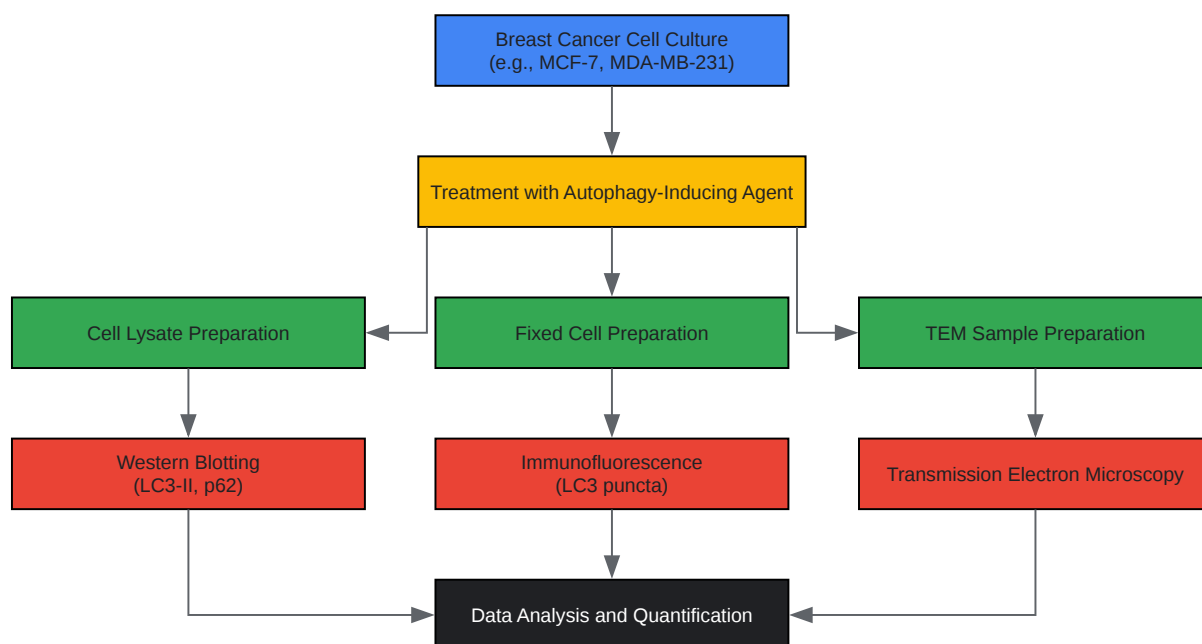 Breast Cancer Cell Culture
(e.g., MCF-7, MDA-MB-231)
Treatment with Autophagy-Inducing Agent
Cell Lysate Preparation
Fixed Cell Preparation
TEM Sample Preparation
Western Blotting
(LC3-II, p62)
Immunofluorescence
(LC3 puncta)
Transmission Electron Microscopy
Data Analysis and Quantification